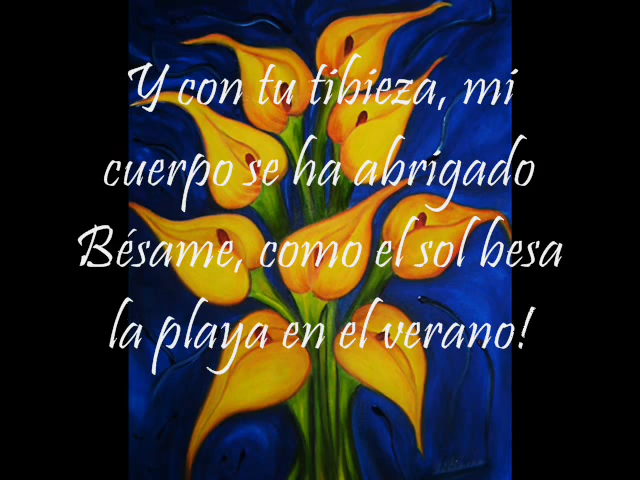 Y con tu tibieza, mi
cuerpo se ha abrigado
Bésame, como el sol besa
la playa en el verano!